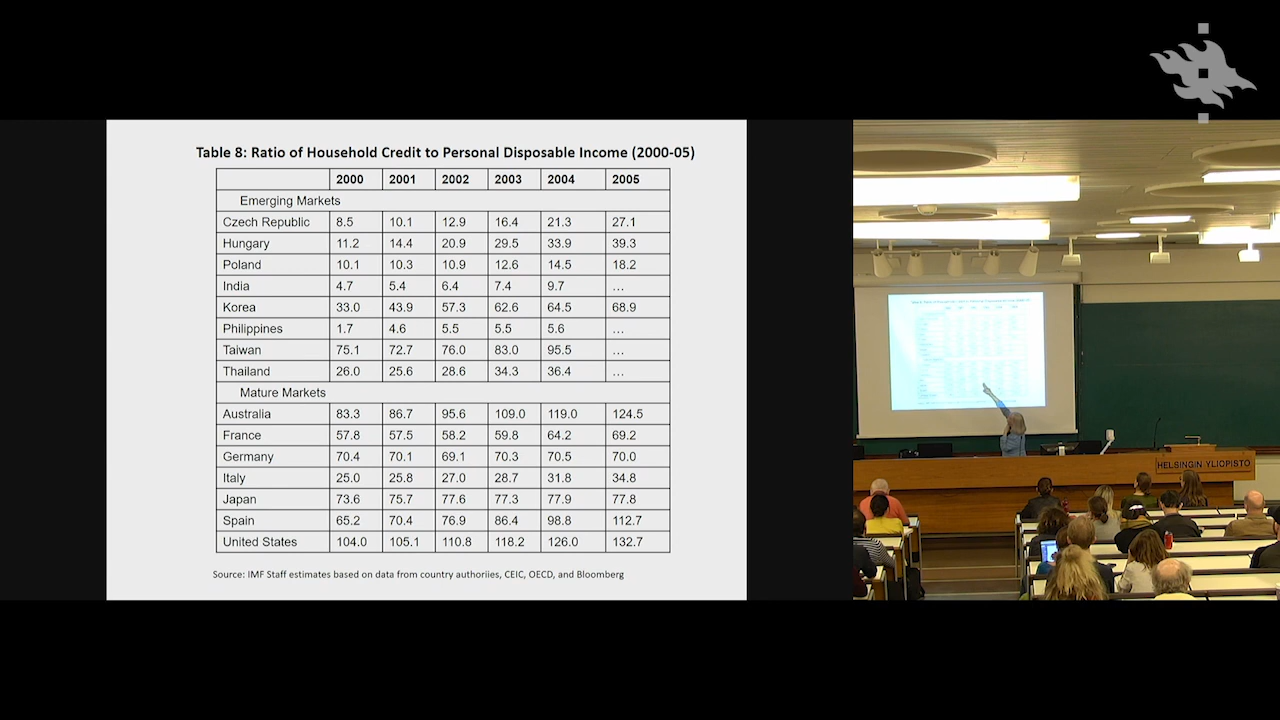 Table 8: Ratio of Household Credit to Personal Disposable Income (2000-05)
2000 2001 2002 2003 2004 2005
Emerging Markets
Czech Republic 8.5 10.1 12.9 16.4 21.3 27.1
Hungary 11.2 14.4 20.9 29.5 33.9 39.3
Poland 10.1 10.3 10.9 12.6 14.5 18.2
India 4.7 5.4 6.4 7.4 9.7 ...
Korea 33.0 43.9 57.3 62.6 64.5 68.9
Philippines 1.7 4.6 5.5 5.5 5.6 ...
Taiwan 75.1 72.7 76.0 83.0 95.5 ...
Thailand 26.0 25.6 28.6 34.3 36.4 ...
Mature Markets
Australia 83.3 86.7 95.6 109.0 119.0 124.5
France 57.8 57.5 58.2 59.8 64.2 69.2
Germany 70.4 70.1 69.1 70.3 70.5 70.0
Italy 25.0 25.8 27.0 28.7 31.8 34.8
Japan 73.6 75.7 77.6 77.3 77.9 77.8
Spain 65.2 70.4 76.9 86.4 98.8 112.7
United States 104.0 105.1 110.8 118.2 126.0 132.7
Source: IMF Staff estimates based on data from country authoriies, CEIC, OECD, and Bloomberg
HELSINGIN YLIOPISTO